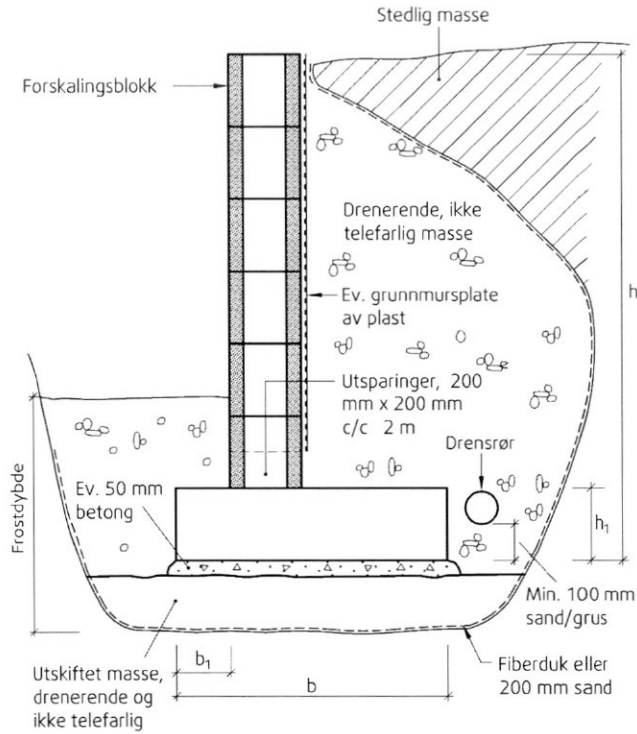 Stedlig masse
Forskalingsblokk
Drenerende, ikke
telefarlig masse
h
Ev. grunnmursplate
av plast
Utsparinger, 200
mm x 200 mm
c/c 2 m
Drensrør
Ev. 50 mm
betong
Frostdybde
h₁
Min. 100 mm
sand/grus
b₁
b
Fiberduk eller
200 mm sand
Utskiftet masse,
drenerende og
ikke telefarlig